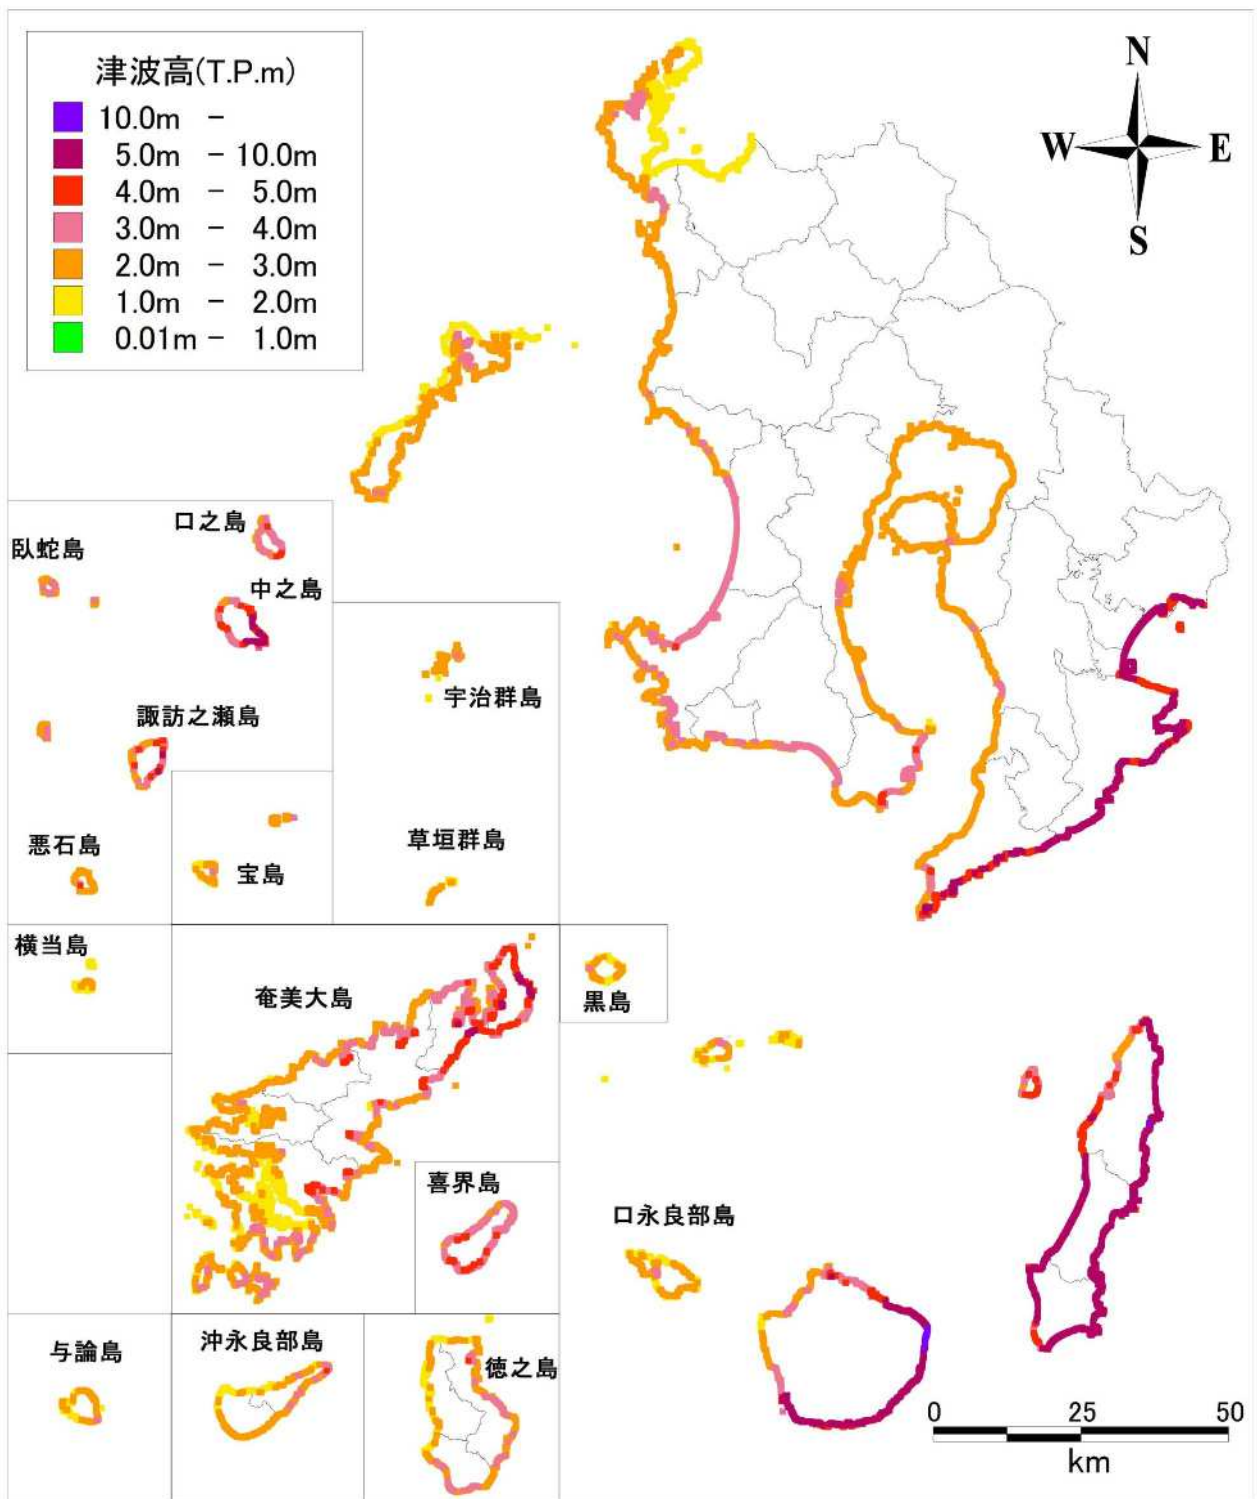 津波高(T.P.m)
10.0m -
5.0m - 10.0m
4.0m - 5.0m
3.0m - 4.0m
2.0m - 3.0m
1.0m - 2.0m
0.01m - 1.0m
N
W E
S
口之島
臥蛇島
中之島
宇治群島
諏訪之瀬島
悪石島
宝島
草垣群島
横当島
奄美大島
黒島
喜界島
口永良部島
与論島
沖永良部島
徳之島
0 25 50
km